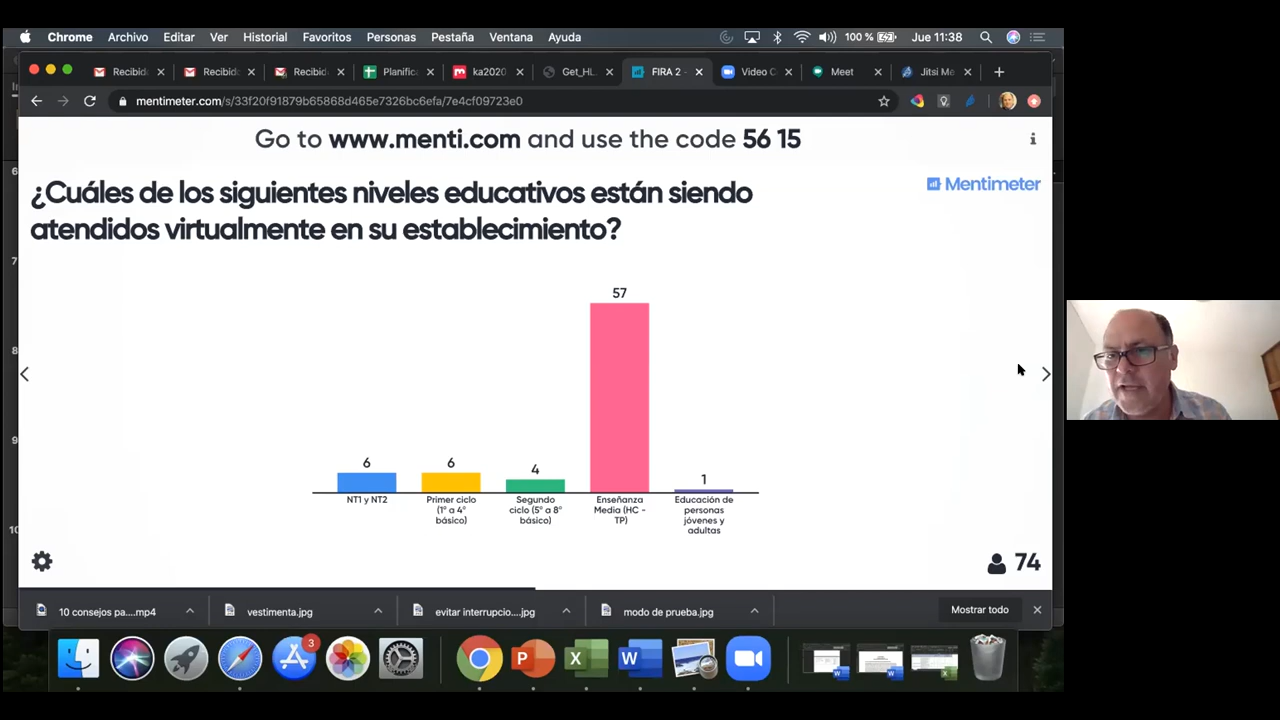 Chrome Archivo Editar Ver Historial Favoritos Personas Pestaña Ventana Ayuda 100 % Jue 11:38
Recibid Recibid Recibid Planific ka2020 Get_HL. FIRA 2 - Video C Meet Jitsi Me
mentimeter.com/s/33f20f91879b65868d465e7326bc6efa/7e4cf09723e0
Go to www.menti.com and use the code 56 15
Mentimeter
¿Cuáles de los siguientes niveles educativos están siendo
atendidos virtualmente en su establecimiento?
57
6
6
4
1
NT1 y NT2
Primer ciclo
(1º a 4º
básico)
Segundo
ciclo (5º a 8º
básico)
Enseñanza
Media (HC -
TP)
Educación de
personas
jóvenes y
adultas
74
10 consejos pa....mp4 vestimenta.jpg evitar interrupcio....jpg modo de prueba.jpg Mostrar todo
3
P X W